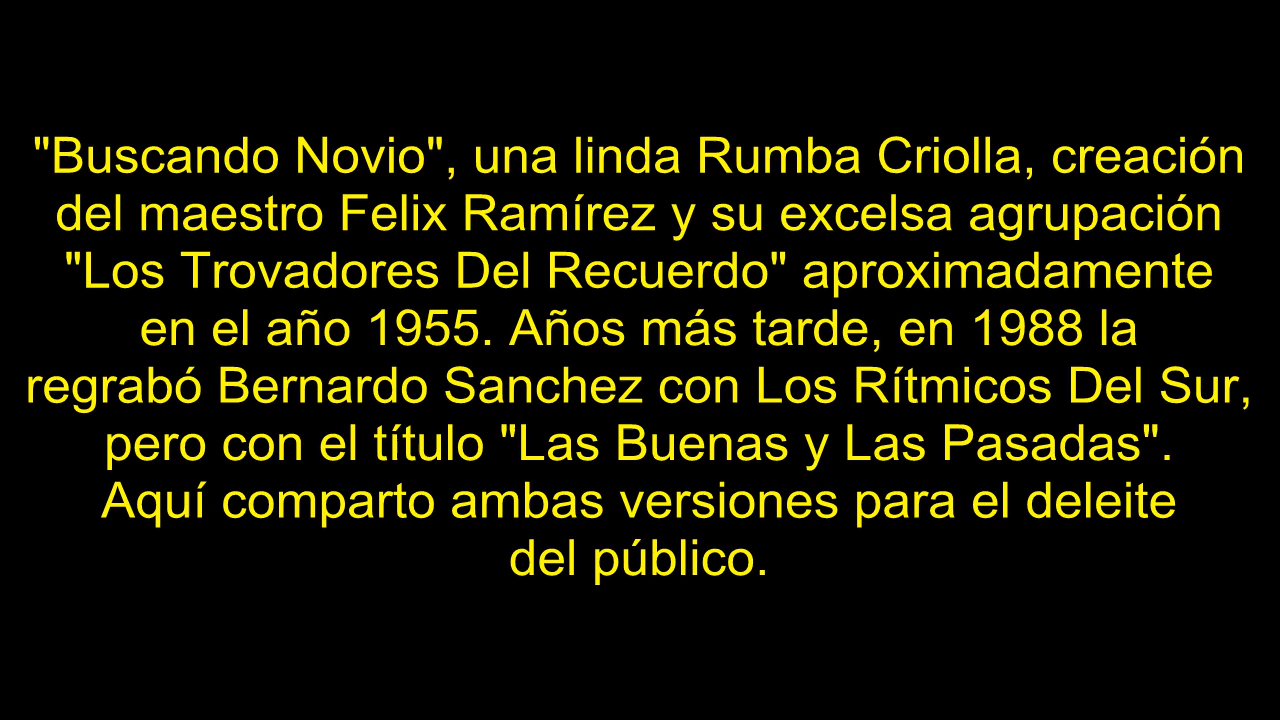 "Buscando Novio", una linda Rumba Criolla, creación
del maestro Felix Ramírez y su excelsa agrupación
"Los Trovadores Del Recuerdo" aproximadamente
en el año 1955. Años más tarde, en 1988 la
regrabó Bernardo Sanchez con Los Rítmicos Del Sur,
pero con el título "Las Buenas y Las Pasadas".
Aquí comparto ambas versiones para el deleite
del público.